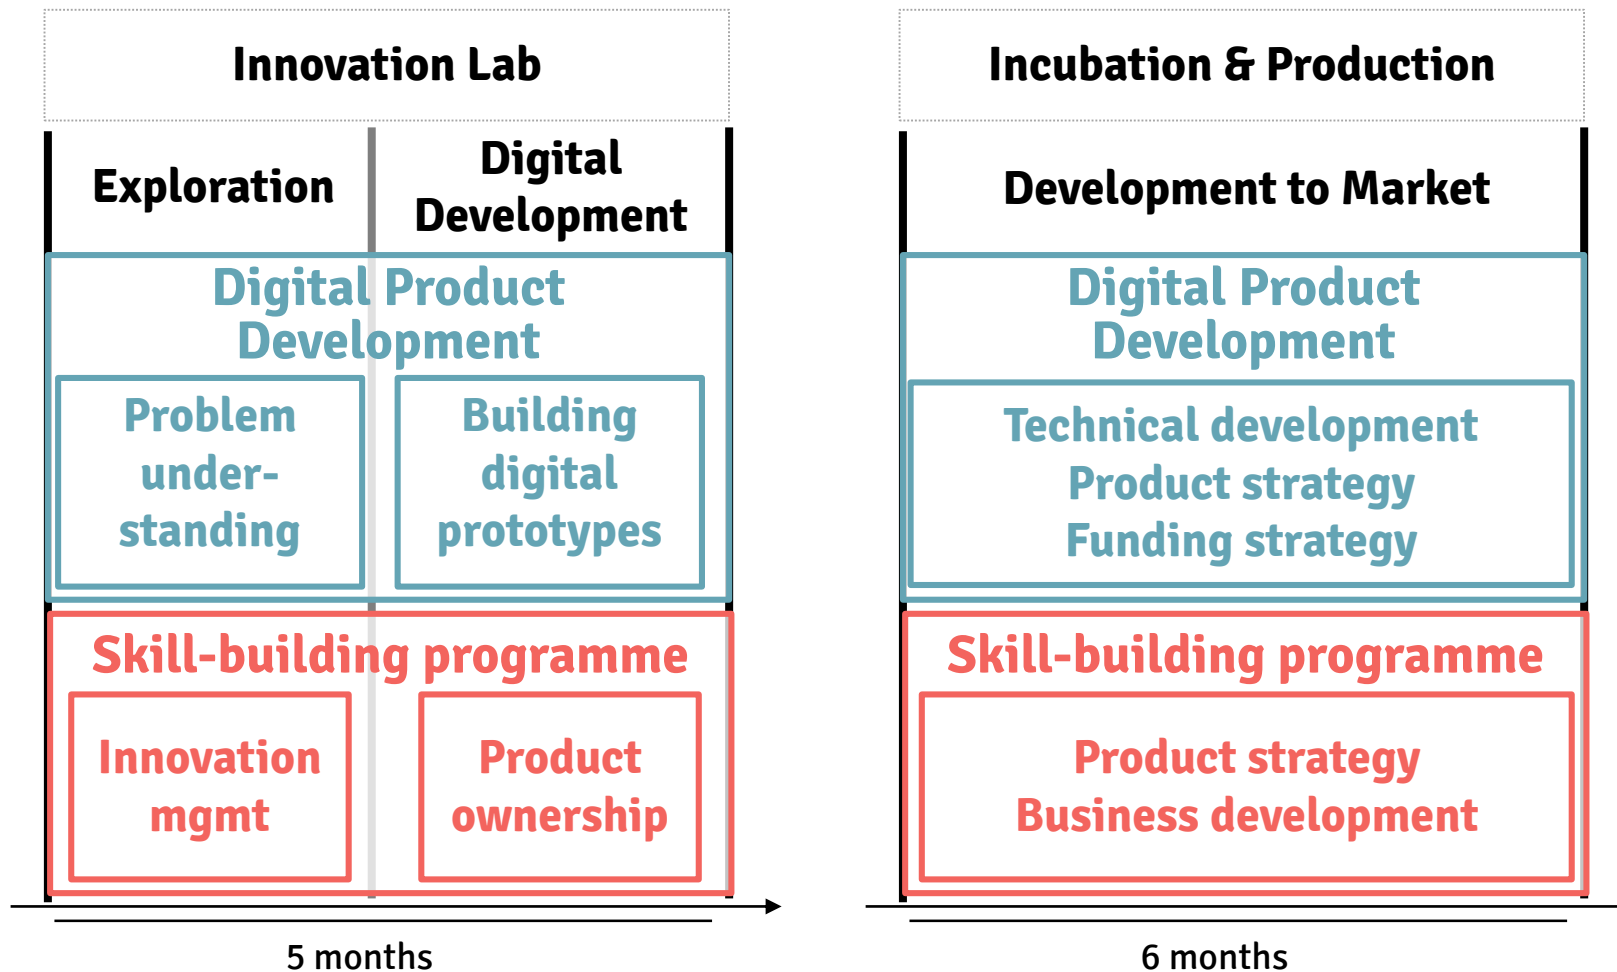 Innovation Lab
Exploration
Digital
Development
Digital Product
Development
Problem
under-
standing
Building
digital
prototypes
Skill-building programme
Innovation
mgmt
Product
ownership
5 months
Incubation & Production
Development to Market
Digital Product
Development
Technical development
Product strategy
Funding strategy
Skill-building programme
Product strategy
Business development
6 months